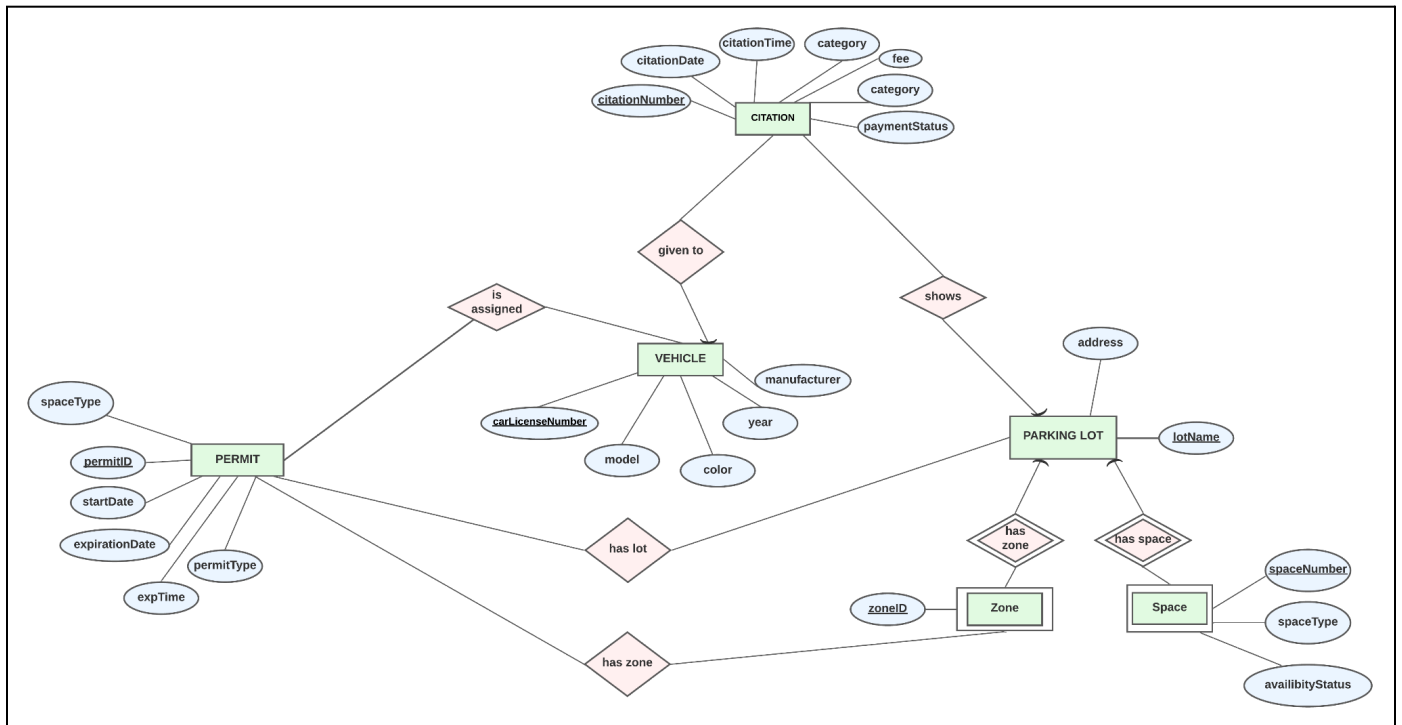 citationTime
category
citationDate
fee
category
citationNumber
CITATION
paymentStatus
given to
is
assigned
shows
address
VEHICLE
manufacturer
spaceType
carLicenseNumber
year
PARKING LOT
lotName
model
color
PERMIT
permitID
startDate
expirationDate
permitType
expTime
has lot
has
zone
has space
spaceNumber
zoneID
Zone
Space
spaceType
has zone
availibityStatus